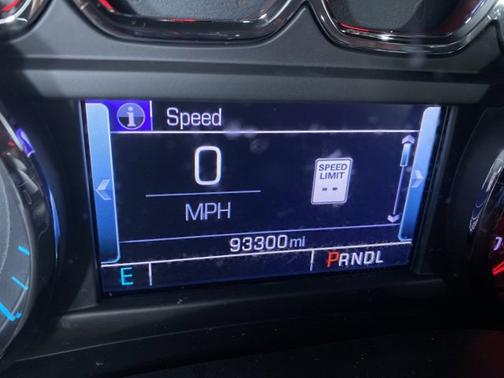 i Speed
0
SPEED
LIMIT
--
MPH
93300mi
E
PRNDL